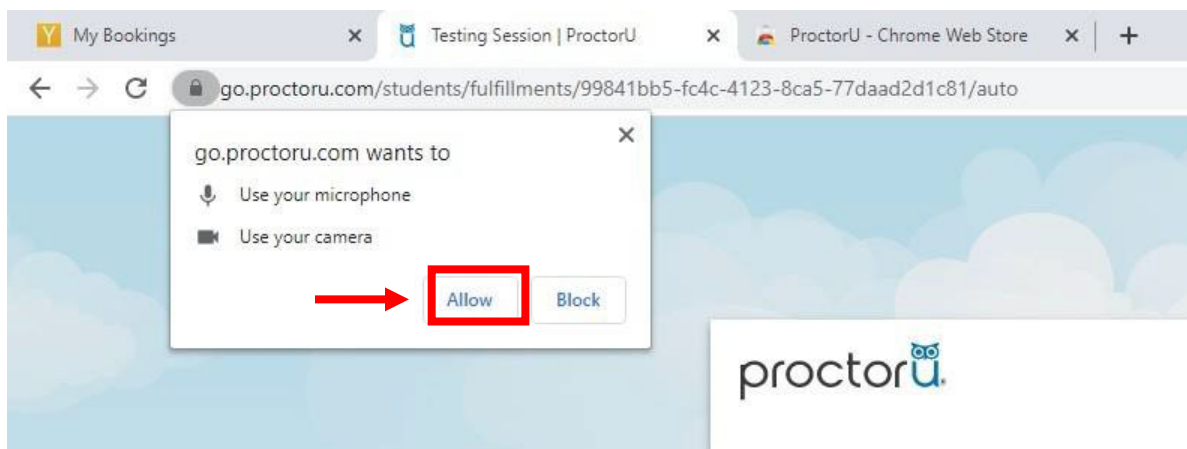 Y My Bookings
Testing Session | ProctorU
ProctorU - Chrome Web Store
go.proctoru.com/students/fulfillments/99841bb5-fc4c-4123-8ca5-77daad2d1c81/auto
go.proctoru.com wants to
Use your microphone
Use your camera
Allow
Block
proctorü